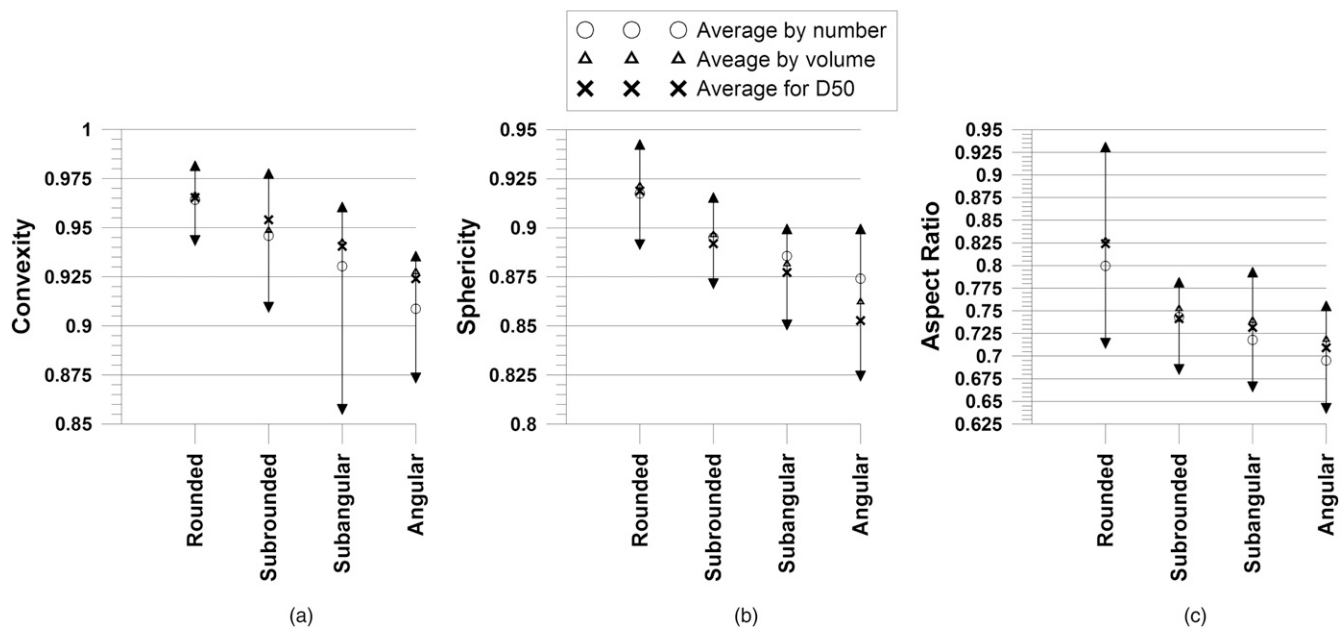 Average by number
Aveage by volume
Average for D50
Convexity
1
0.975
0.95
0.925
0.9
0.875
0.85
Rounded
Subrounded
Subangular
Angular
(a)
Sphericity
0.95
0.925
0.9
0.875
0.85
0.825
0.8
Rounded
Subrounded
Subangular
Angular
(b)
Aspect Ratio
0.95
0.925
0.9
0.875
0.85
0.825
0.8
0.775
0.75
0.725
0.7
0.675
0.65
0.625
Rounded
Subrounded
Subangular
Angular
(c)